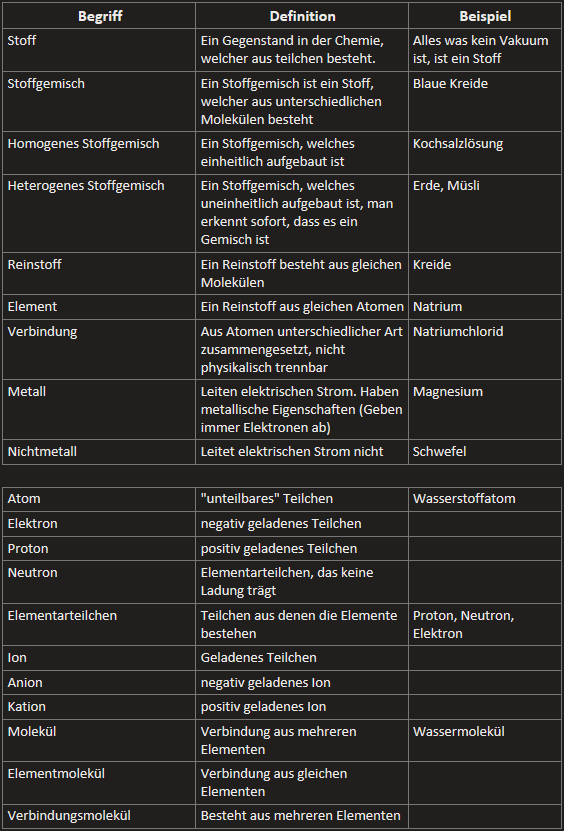 Begriff Definition Beispiel
Stoff Ein Gegenstand in der Chemie, Alles was kein Vakuum
welcher aus teilchen besteht. ist, ist ein Stoff
Stoffgemisch Ein Stoffgemisch ist ein Stoff, Blaue Kreide
welcher aus unterschiedlichen
Molekülen besteht
Homogenes Stoffgemisch Ein Stoffgemisch, welches Kochsalzlösung
einheitlich aufgebaut ist
Heterogenes Stoffgemisch Ein Stoffgemisch, welches Erde, Müsli
uneinheitlich aufgebaut ist, man
erkennt sofort, dass es ein
Gemisch ist
Reinstoff Ein Reinstoff besteht aus gleichen Kreide
Molekülen
Element Ein Reinstoff aus gleichen Atomen Natrium
Verbindung Aus Atomen unterschiedlicher Art Natriumchlorid
zusammengesetzt, nicht
physikalisch trennbar
Metall Leiten elektrischen Strom. Haben Magnesium
metallische Eigenschaften (Geben
immer Elektronen ab)
Nichtmetall Leitet elektrischen Strom nicht Schwefel
Atom "unteilbares" Teilchen Wasserstoffatom
Elektron negativ geladenes Teilchen
Proton positiv geladenes Teilchen
Neutron Elementarteilchen, das keine
Ladung trägt
Elementarteilchen Teilchen aus denen die Elemente Proton, Neutron,
bestehen Elektron
Ion Geladenes Teilchen
Anion negativ geladenes Ion
Kation positiv geladenes Ion
Molekül Verbindung aus mehreren Wassermolekül
Elementen
Elementmolekül Verbindung aus gleichen
Elementen
Verbindungsmolekül Besteht aus mehreren Elementen